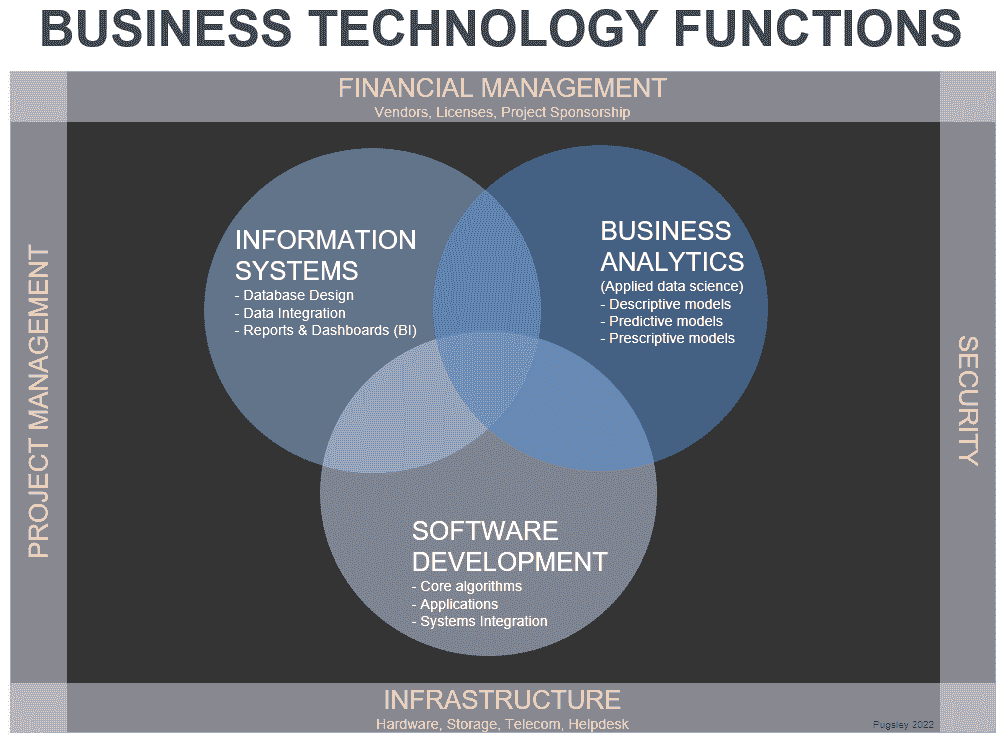 BUSINESS TECHNOLOGY FUNCTIONS
FINANCIAL MANAGEMENT
Vendors, Licenses, Project Sponsorship
PROJECT MANAGEMENT
INFORMATION
SYSTEMS
- Database Design
- Data Integration
- Reports & Dashboards (BI)
BUSINESS
ANALYTICS
(Applied data science)
- Descriptive models
- Predictive models
- Prescriptive models
SECURITY
SOFTWARE
DEVELOPMENT
- Core algorithms
- Applications
- Systems Integration
INFRASTRUCTURE
Hardware, Storage, Telecom, Helpdesk
Pugsley 2022